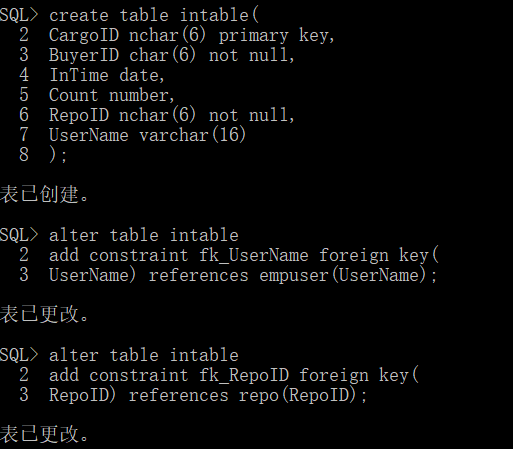 SQL> create table intable(
  2  CargoID nchar(6) primary key,
  3  BuyerID char(6) not null,
  4  InTime date,
  5  Count number,
  6  RepoID nchar(6) not null,
  7  UserName varchar(16)
  8  );
表已创建。
SQL> alter table intable
  2  add constraint fk_UserName foreign key(
  3  UserName) references empuser(UserName);
表已更改。
SQL> alter table intable
  2  add constraint fk_RepoID foreign key(
  3  RepoID) references repo(RepoID);
表已更改。